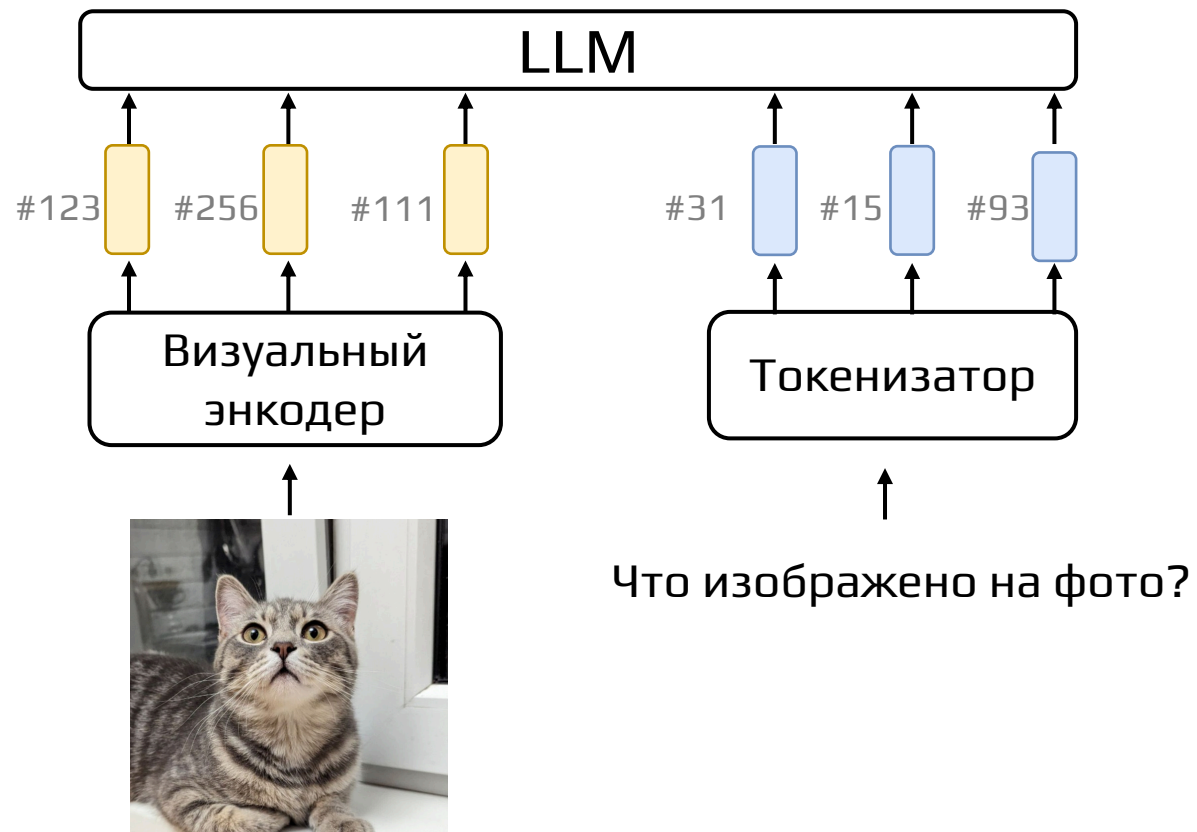 LLM
#123 #256 #111 #31 #15 #93
Визуальный
энкодер
Токенизатор
Что изображено на фото?